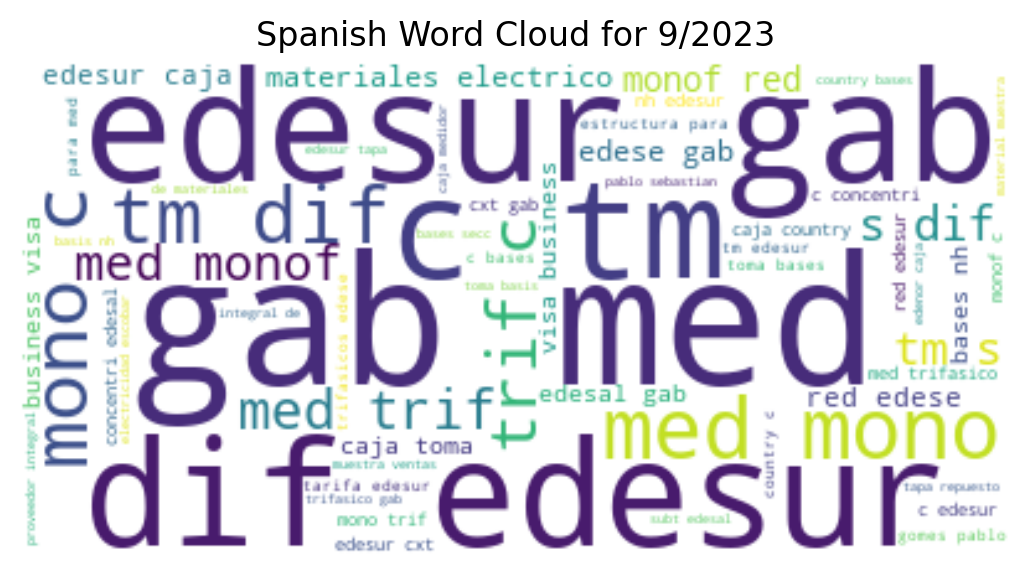 Spanish Word Cloud for 9/2023
edesur caja
materiales electrico
monof red
country bases
nh edesur
para med
edesur gab
caja medidor
estructura para
edesur tapa
edese gab
material muestra
de materiales
pablo sebastian
c concentri
mono c
tm dif
c tm
cxt gab
caja country
s dif
basis nh
bases secc
tm edesur
med monof
c bases
toma bases
visa business
red edesur
edenor caja
bases nh
monof c
business visa
gab med
toma basis
integral de
trif c
tm s
concentri edesal
electricidad escobar
trifasicos edese
med trifasico
med trif
edesal gab
red edese
med mono
proveedor integral
caja toma
country c
dif edesur
muestra ventas
tarifa edesur
trifasico gab
tapa repuesto
c edesur
mono trif
subt edesal
edesur cxt
gomes pablo